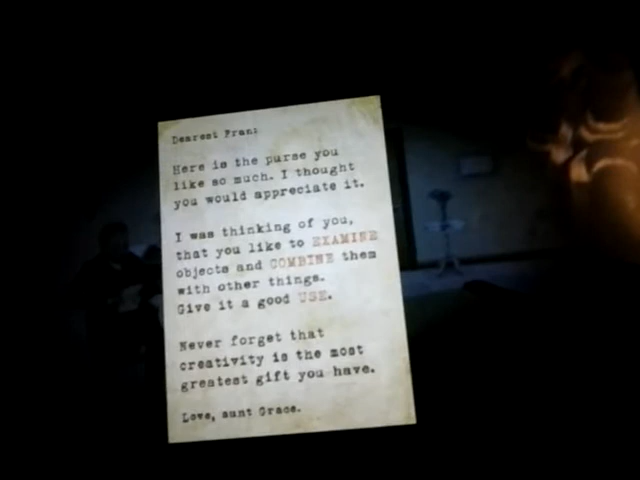 Dearest Fran:
Here is the purse you
like so much. I thought
you would appreciate it.
I was thinking of you,
that you like to EXAMINE
objects and COMBINE them
with other things.
Give it a good USE.
Never forget that
creativity is the most
greatest gift you have.
Love, aunt Grace.